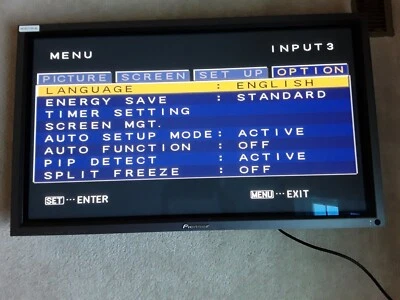 MENU INPUT3
PICTURE SCREEN SET UP OPTION
LANGUAGE : ENGLISH
ENERGY SAVE : STANDARD
TIMER SETTING
SCREEN MGT.
AUTO SETUP MODE: ACTIVE
AUTO FUNCTION : OFF
PIP DETECT : ACTIVE
SPLIT FREEZE : OFF
SET ··· ENTER MENU ··· EXIT
Pioneer